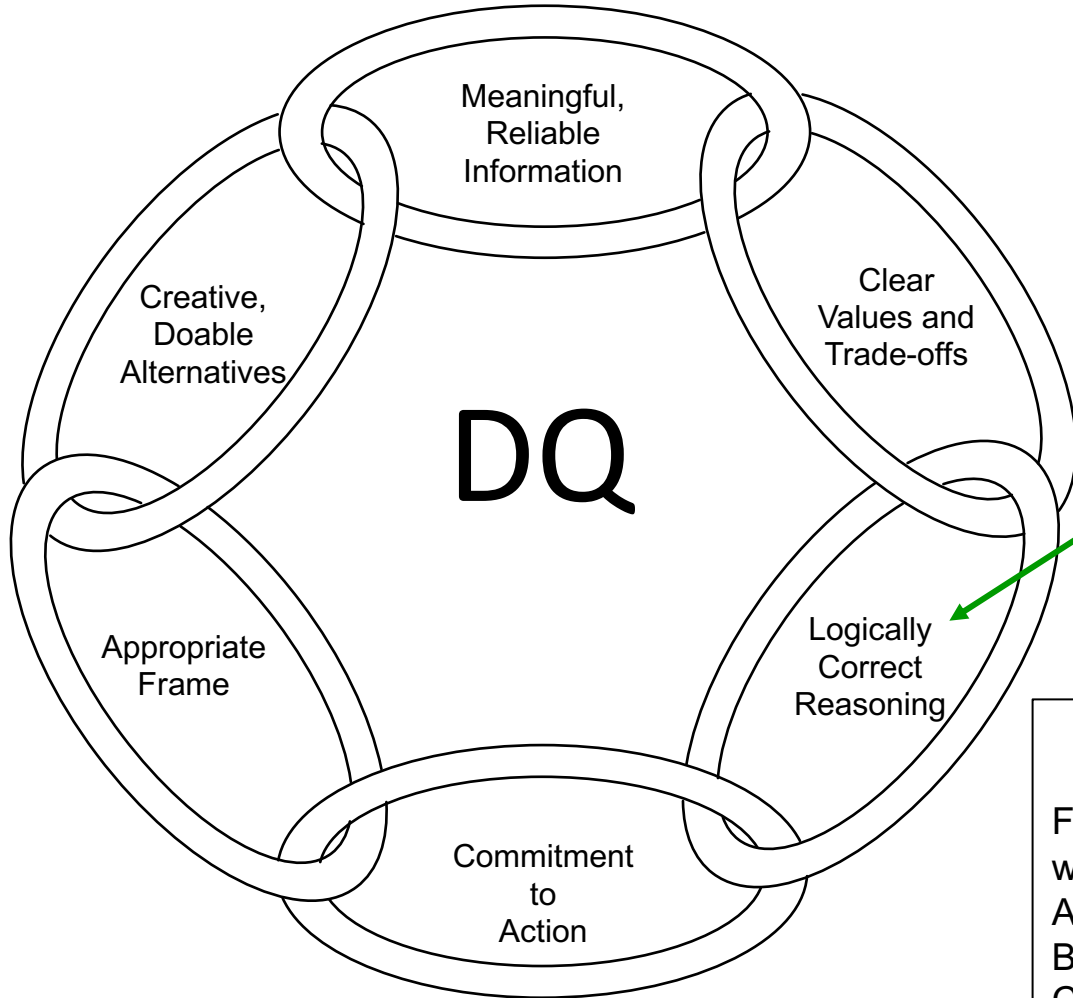 Meaningful,
Reliable
Information
Creative,
Doable
Alternatives
Clear
Values and
Trade-offs
DQ
Appropriate
Frame
Logically
Correct
Reasoning
Commitment
to
Action
F
w
A
B